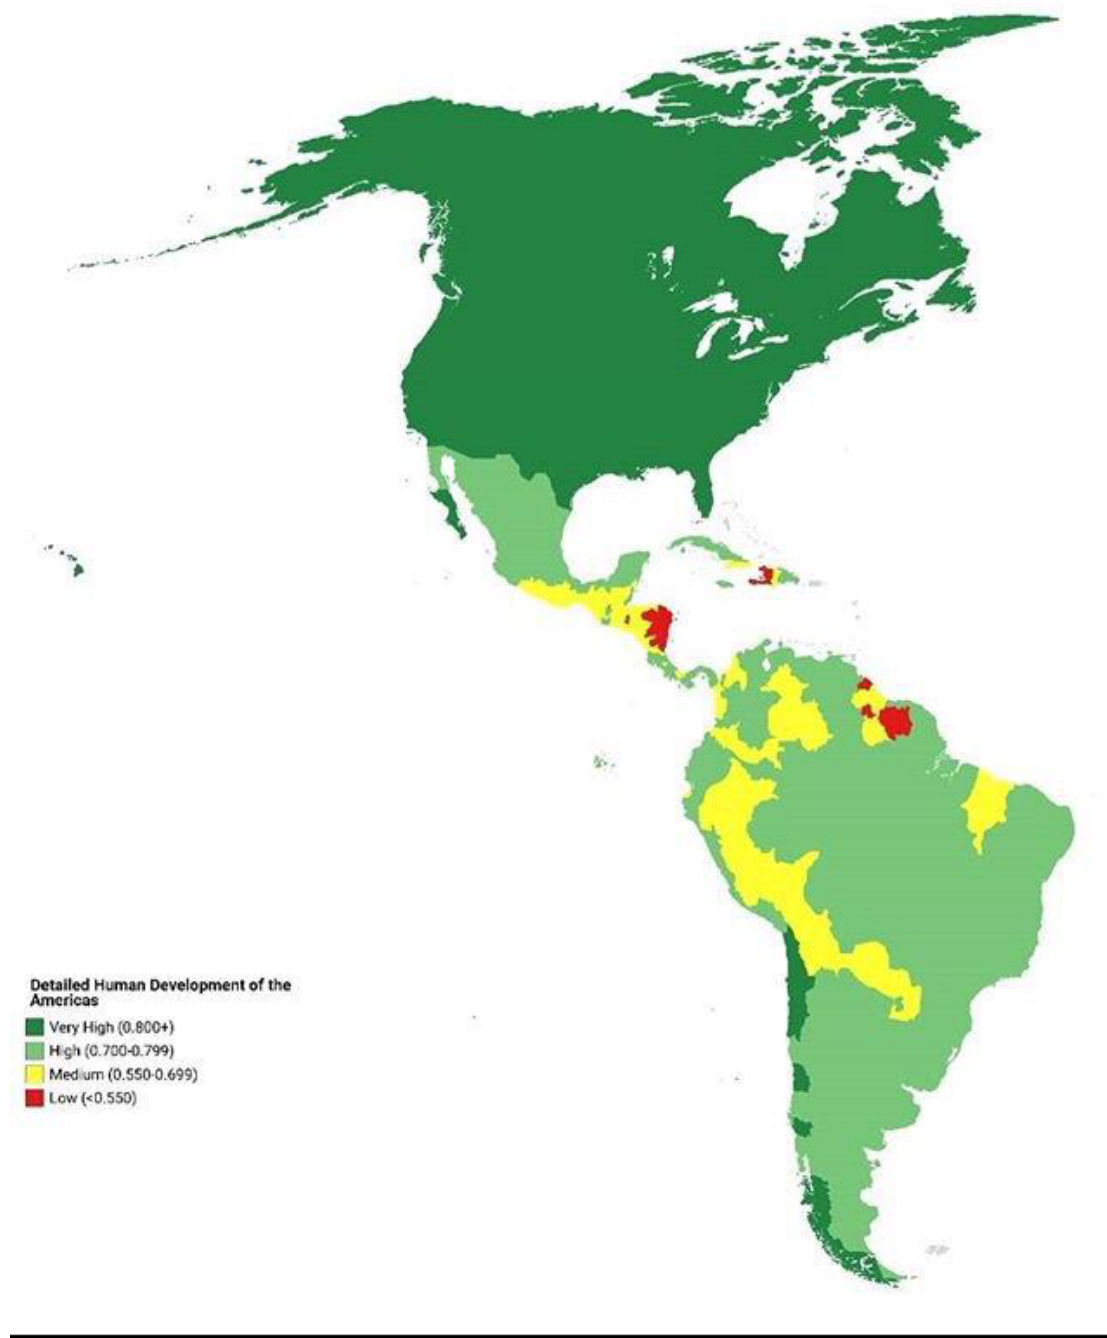 Detailed Human Development of the
Americas
Very High (0.800+)
High (0.700-0.799)
Medium (0.550-0.699)
Low (<0.550)